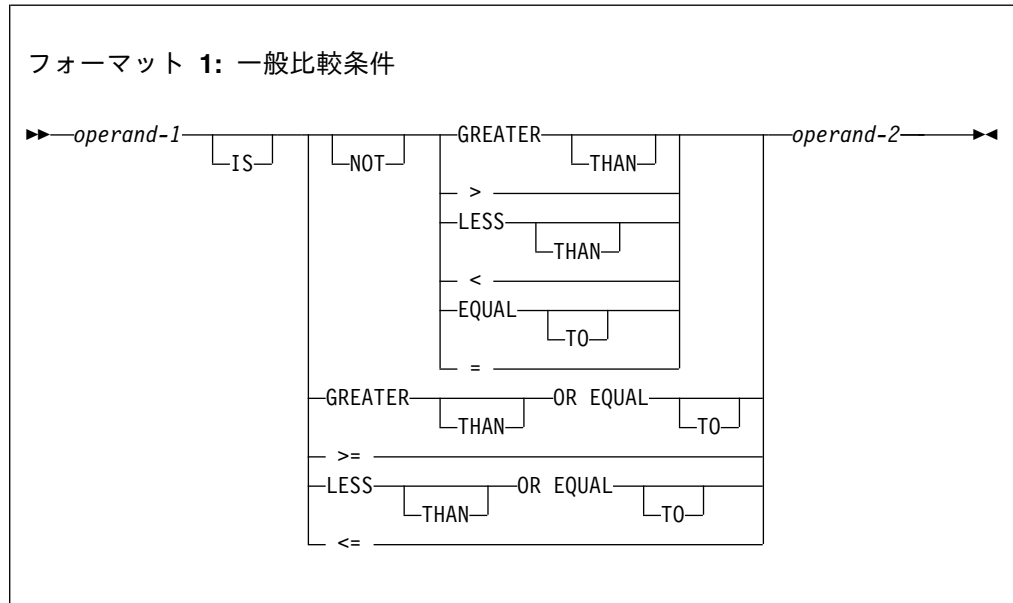 フォーマット 1: 一般比較条件
operand-1 IS NOT GREATER THAN operand-2
>
LESS THAN
<
EQUAL TO
=
GREATER THAN OR EQUAL TO
>=
LESS THAN OR EQUAL TO
<=